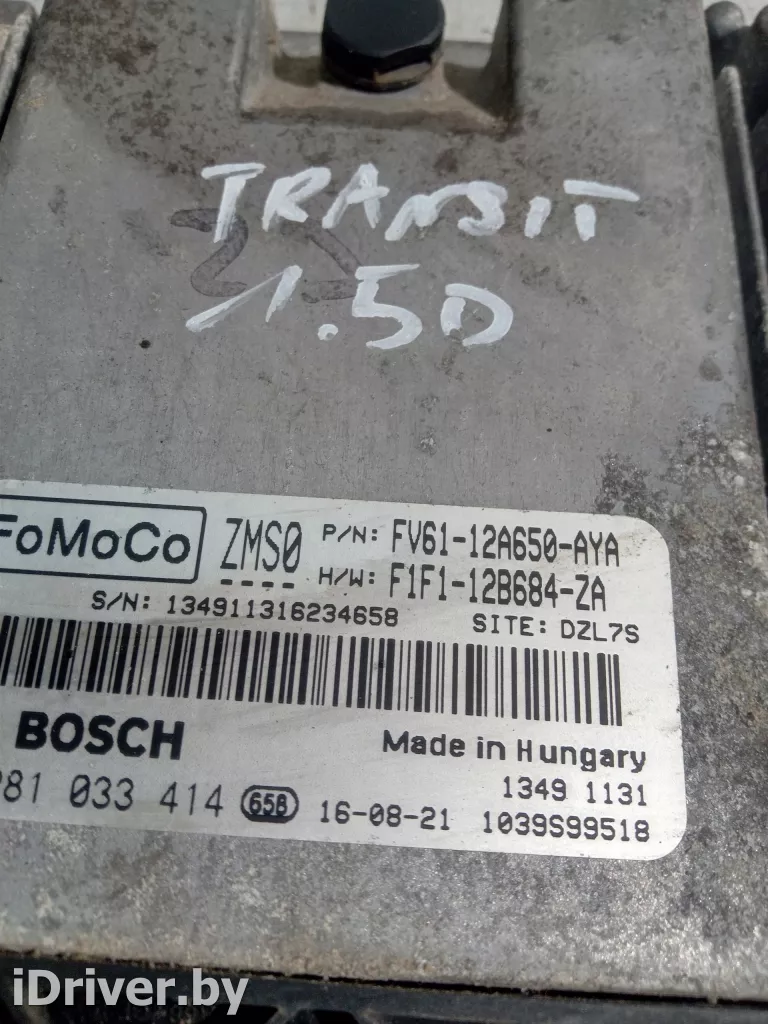 TRANSIT
1.5D
FoMoCo
ZMS0
P/N: FV61-12A650-AYA
H/W: F1F1-12B684-ZA
S/N: 134911316234658
SITE: DZL7S
BOSCH
Made in Hungary
1349 1131
281 033 414 65B 16-08-21 1039S99518
iDriver.by